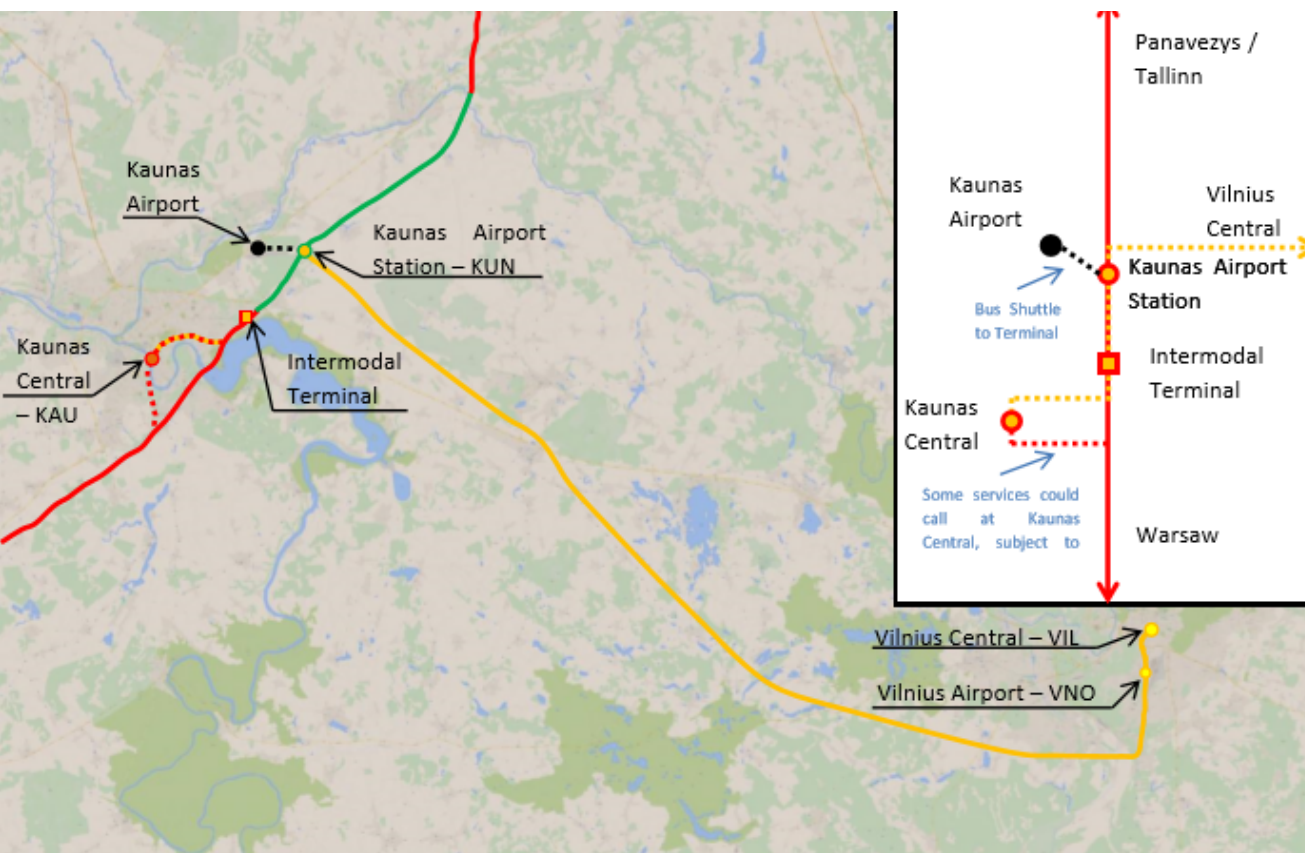 Kaunas
Airport
Kaunas Airport
Station – KUN
Kaunas
Central
– KAU
Intermodal
Terminal
Vilnius Central – VIL
Vilnius Airport – VNO
Panavezys /
Tallinn
Kaunas
Airport
Vilnius
Central
Kaunas Airport
Station
Bus Shuttle
to Terminal
Intermodal
Terminal
Kaunas
Central
Some services could
call at Kaunas
Central, subject to
Warsaw